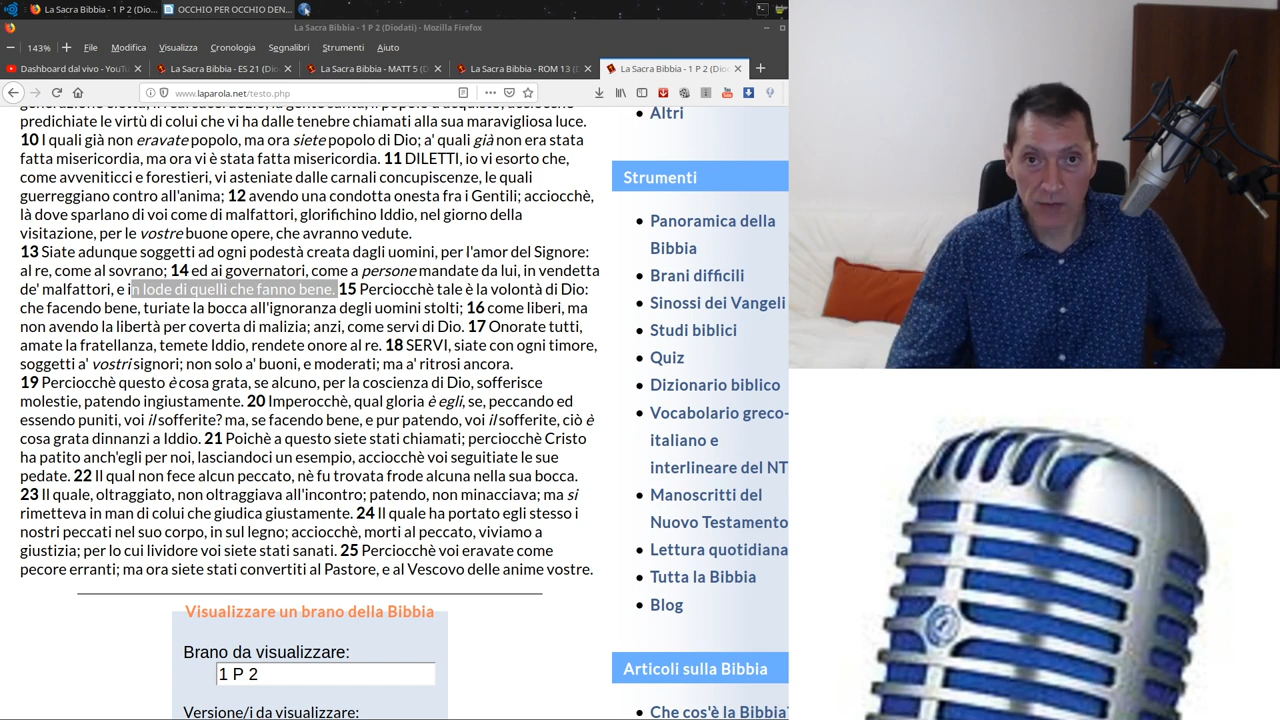 La Sacra Bibbia - 1 P 2 (Dio...
OCCHIO PER OCCHIO DEN...
La Sacra Bibbia - 1 P 2 (Diodati) - Mozilla Firefox
143%
File Modifica Visualizza Cronologia Segnalibri Strumenti Aiuto
Dashboard dal vivo - YouTu
La Sacra Bibbia - ES 21 (Dio
La Sacra Bibbia - MATT 5 (D
La Sacra Bibbia - ROM 13 (D
La Sacra Bibbia - 1 P 2 (Dio
www.laparola.net/testo.php
predichiate le virtù di colui che vi ha dalle tenebre chiamati alla sua maravigliosa luce.
10 I quali già non eravate popolo, ma ora siete popolo di Dio; a' quali già non era stata
fatta misericordia, ma ora vi è stata fatta misericordia. 11 DILETTI, io vi esorto che,
come avveniticci e forestieri, vi asteniate dalle carnali concupiscenze, le quali
guerreggiano contro all'anima; 12 avendo una condotta onesta fra i Gentili; acciocchè,
là dove sparlano di voi come di malfattori, glorifichino Iddio, nel giorno della
visitazione, per le vostre buone opere, che avranno vedute.
13 Siate adunque soggetti ad ogni podestà creata dagli uomini, per l'amor del Signore:
al re, come al sovrano; 14 ed ai governatori, come a persone mandate da lui, in vendetta
de' malfattori, e in lode di quelli che fanno bene. 15 Perciocchè tale è la volontà di Dio:
che facendo bene, turiate la bocca all'ignoranza degli uomini stolti; 16 come liberi, ma
non avendo la libertà per coverta di malizia; anzi, come servi di Dio. 17 Onorate tutti,
amate la fratellanza, temete Iddio, rendete onore al re. 18 SERVI, siate con ogni timore,
soggetti a' vostri signori; non solo a' buoni, e moderati; ma a' ritrosi ancora.
19 Perciocchè questo è cosa grata, se alcuno, per la coscienza di Dio, sofferisce
molestie, patendo ingiustamente. 20 Imperocchè, qual gloria è egli, se, peccando ed
essendo puniti, voi il sofferite? ma, se facendo bene, e pur patendo, voi il sofferite, ciò è
cosa grata dinnanzi a Iddio. 21 Poichè a questo siete stati chiamati; perciocchè Cristo
ha patito anch'egli per noi, lasciandoci un esempio, acciocchè voi seguitiate le sue
pedate. 22 Il qual non fece alcun peccato, nè fu trovata frode alcuna nella sua bocca.
23 Il quale, oltraggiato, non oltraggiava all'incontro; patendo, non minacciava; ma si
rimetteva in man di colui che giudica giustamente. 24 Il quale ha portato egli stesso i
nostri peccati nel suo corpo, in sul legno; acciocchè, morti al peccato, viviamo a
giustizia; per lo cui lividore voi siete stati sanati. 25 Perciocchè voi eravate come
pecore erranti; ma ora siete stati convertiti al Pastore, e al Vescovo delle anime vostre.
Visualizzare un brano della Bibbia
Brano da visualizzare:
1 P 2
Versione/i da visualizzare:
Altri
Strumenti
Panoramica della
Bibbia
Brani difficili
Sinossi dei Vangeli
Studi biblici
Quiz
Dizionario biblico
Vocabolario greco-
italiano e
interlineare del NT
Manoscritti del
Nuovo Testamento
Lettura quotidiana
Tutta la Bibbia
Blog
Articoli sulla Bibbia
Che cos'è la Bibbia?